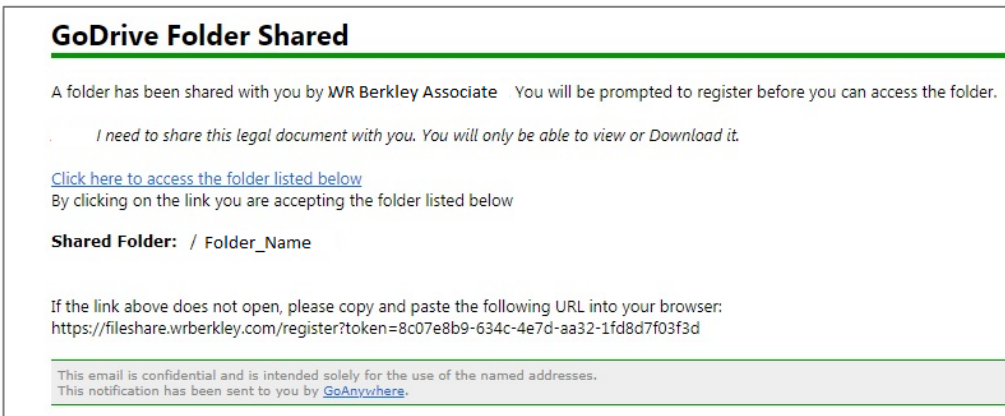 GoDrive Folder Shared
A folder has been shared with you by WR Berkley Associate You will be prompted to register before you can access the folder.
I need to share this legal document with you. You will only be able to view or Download it.
Click here to access the folder listed below
By clicking on the link you are accepting the folder listed below
Shared Folder: / Folder_Name
If the link above does not open, please copy and paste the following URL into your browser:
https://fileshare.wrberkley.com/register?token=8c07e8b9-634c-4e7d-aa32-1fd8d7f03f3d
This email is confidential and is intended solely for the use of the named addresses.
This notification has been sent to you by GoAnywhere.